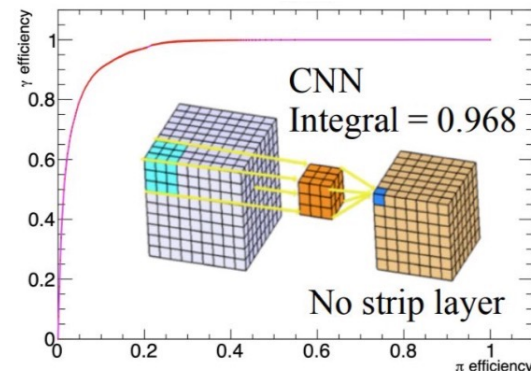 γ efficiency
1
0.8
0.6
0.4
0.2
0
CNN
Integral = 0.968
No strip layer
0 0.2 0.4 0.6 0.8 1
π efficiency